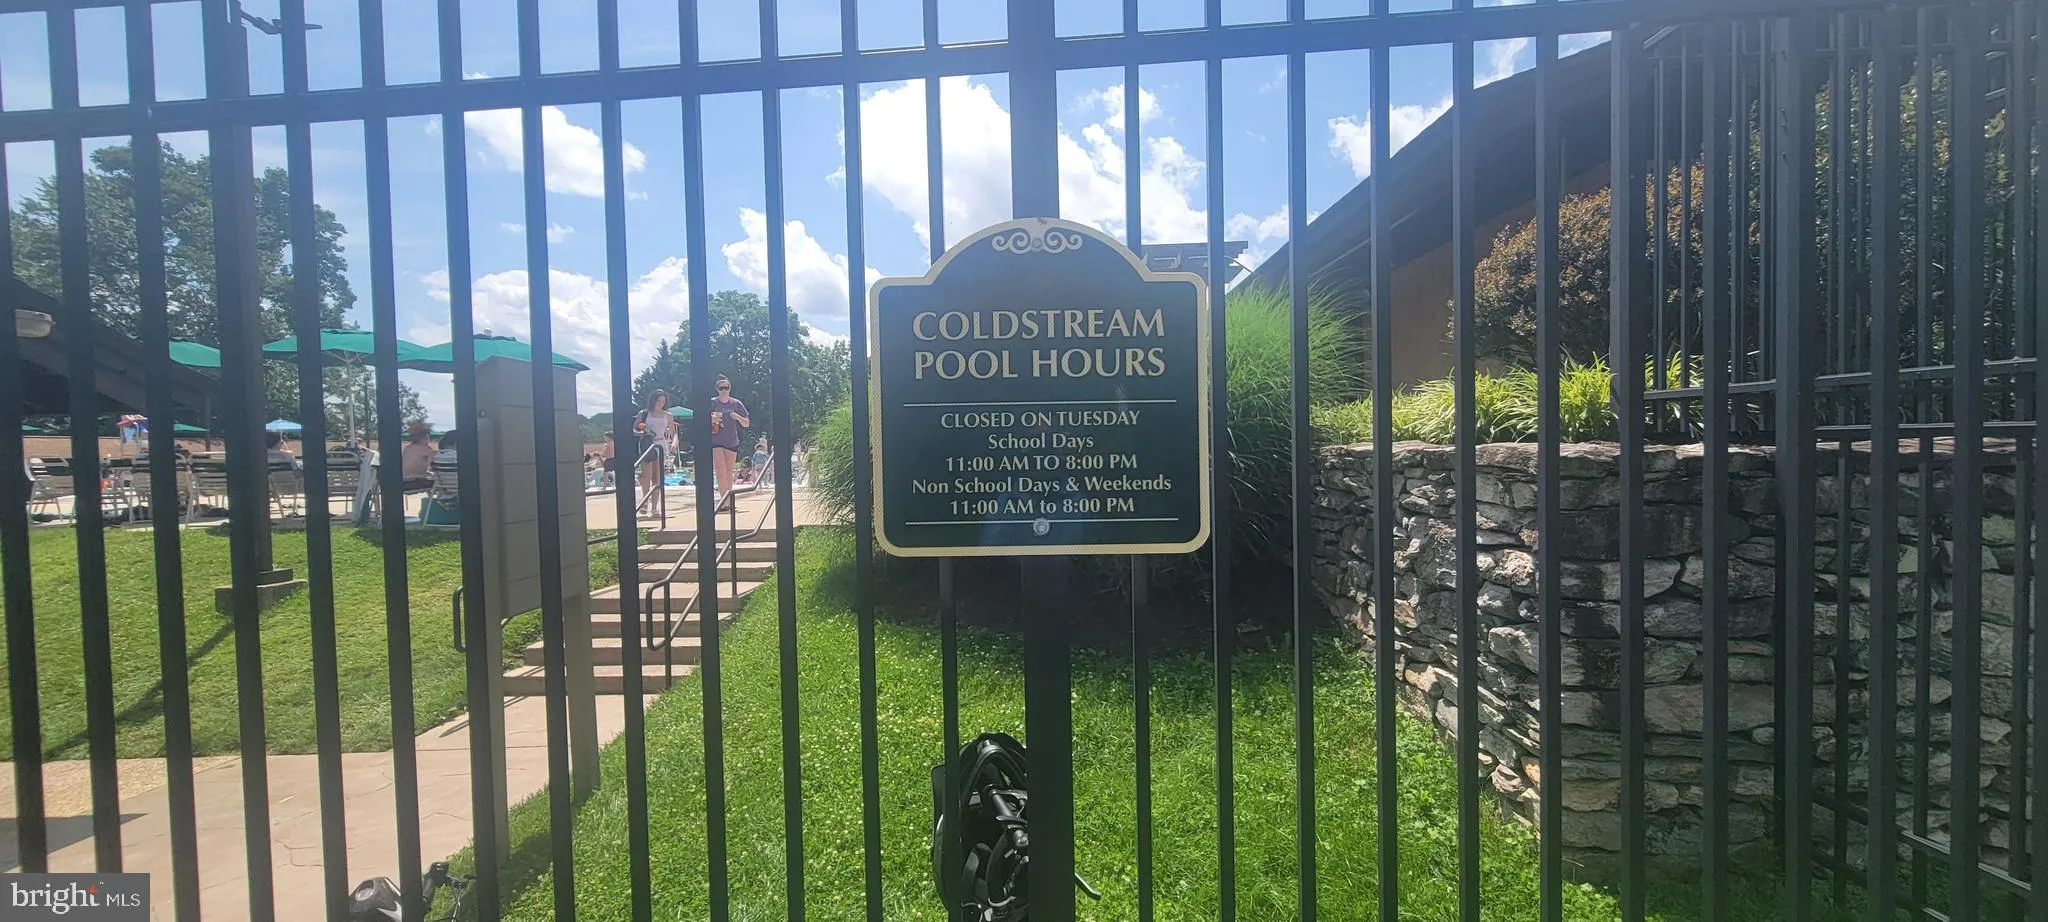 COLDSTREAM
POOL HOURS
CLOSED ON TUESDAY
School Days
11:00 AM TO 8:00 PM
Non School Days & Weekends
11:00 AM to 8:00 PM
bright MLS